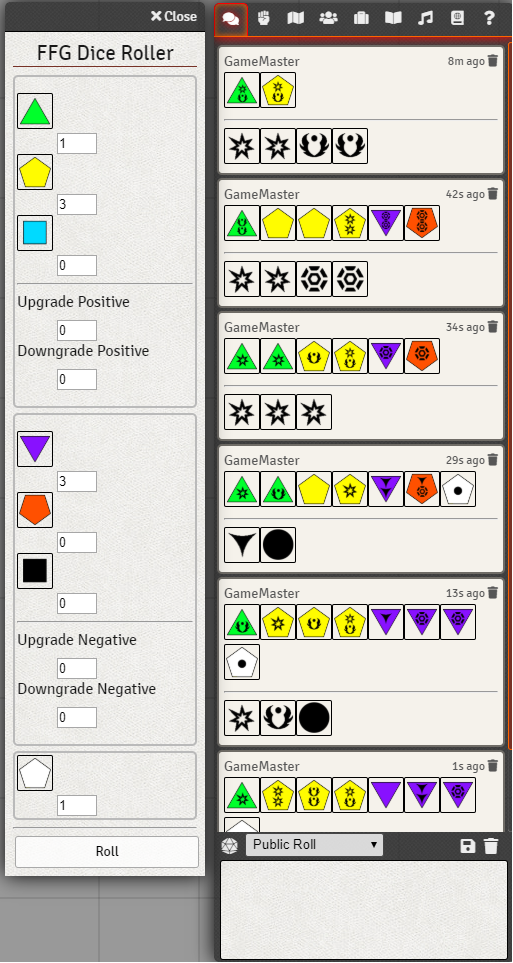 Close
FFG Dice Roller
1
3
0
Upgrade Positive
0
Downgrade Positive
0
3
0
0
Upgrade Negative
0
Downgrade Negative
0
1
Roll
?
GameMaster 8m ago
GameMaster 42s ago
GameMaster 34s ago
GameMaster 29s ago
GameMaster 13s ago
GameMaster 1s ago
Public Roll